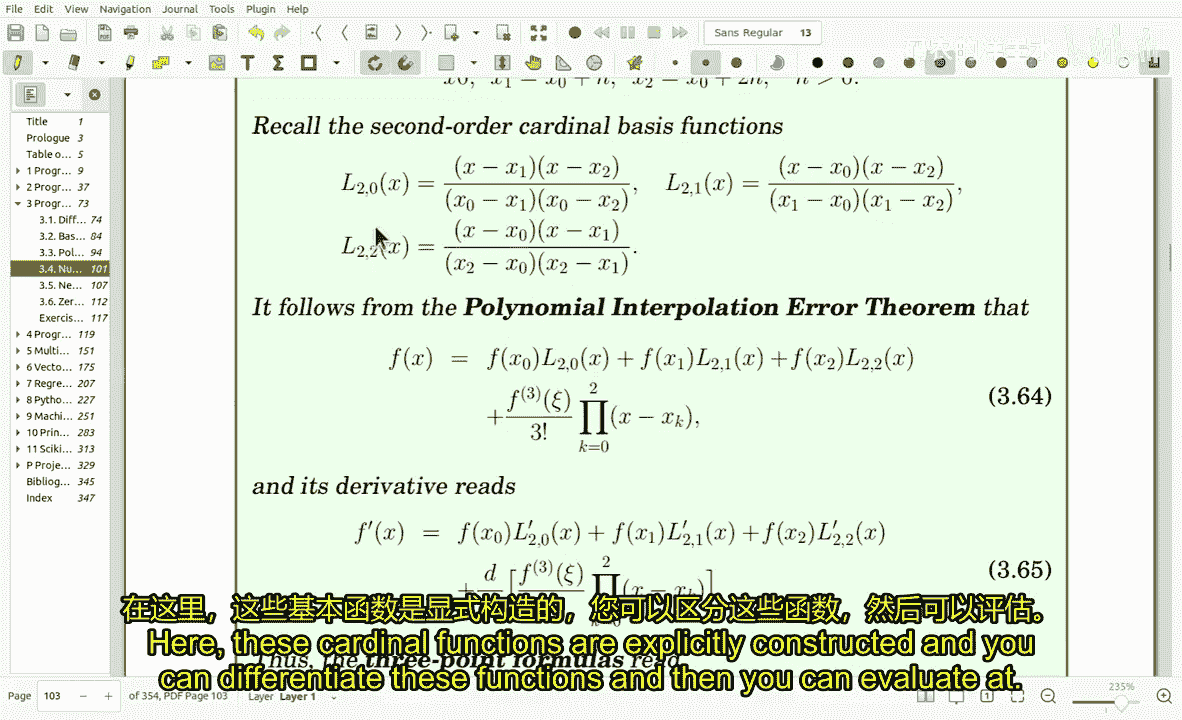 File Edit View Navigation Journal Tools Plugin Help
Sans Regular 13
Title 1
Prologue 3
Table o... 5
1 Progr... 9
2 Progr... 37
3 Progr... 73
3.1. Diff... 74
3.2. Bas... 84
3.3. Pol... 94
3.4. Nu... 101
3.5. Ne... 107
3.6. Zer... 112
Exercis... 117
4 Progr... 119
5 Multi... 151
6 Vecto... 175
7 Regre... 207
8 Pytho... 227
9 Machi... 251
10 Prin... 283
11 Sciki... 313
P Proje... 329
Bibliog... 345
Index 347
Recall the second-order cardinal basis functions
L₂,₀(x) = (x − x₁)(x − x₂) / (x₀ − x₁)(x₀ − x₂), L₂,₁(x) = (x − x₀)(x − x₂) / (x₁ − x₀)(x₁ − x₂),
L₂,₂(x) = (x − x₀)(x − x₁) / (x₂ − x₀)(x₂ − x₁).
It follows from the Polynomial Interpolation Error Theorem that
f(x) = f(x₀)L₂,₀(x) + f(x₁)L₂,₁(x) + f(x₂)L₂,₂(x)
+ f⁽³⁾(ξ) / 3! ∏ₖ₌₀² (x − xₖ), (3.64)
and its derivative reads
f′(x) = f(x₀)L′₂,₀(x) + f(x₁)L′₂,₁(x) + f(x₂)L′₂,₂(x)
(3.65)
Thus, the three-point formulas read
在这里，这些基本函数是显式构造的，您可以区分这些函数，然后可以评估。
Here, these cardinal functions are explicitly constructed and you
can differentiate these functions and then you can evaluate at.
Page 103 of 354, PDF Page 103 Layer Layer 1 235%